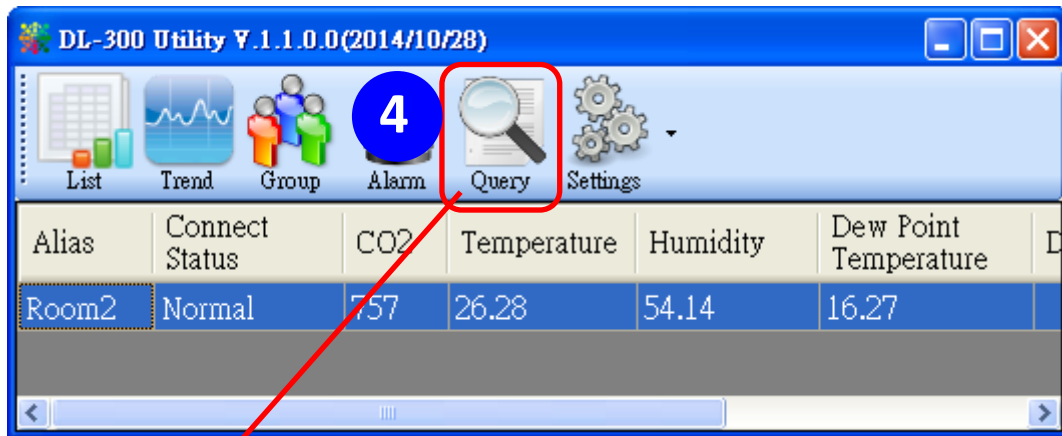 DL-300 Utility V.1.1.0.0(2014/10/28)
4
List Trend Group Alarm Query Settings
Alias Connect Status CO2 Temperature Humidity Dew Point Temperature D
Room2 Normal 757 26.28 54.14 16.27